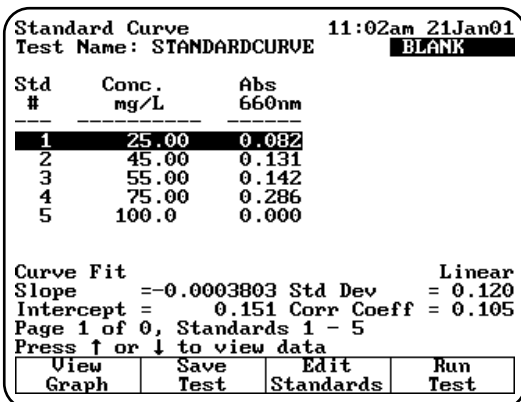 Standard Curve 11:02am 21Jan01
Test Name: STANDARDCURVE BLANK
Std Conc. Abs
# mg/L 660nm
--- ---------- ------
1 25.00 0.082
2 45.00 0.131
3 55.00 0.142
4 75.00 0.286
5 100.0 0.000
Curve Fit Linear
Slope =-0.0003803 Std Dev = 0.120
Intercept = 0.151 Corr Coeff = 0.105
Page 1 of 0, Standards 1 - 5
Press ↑ or ↓ to view data
View Save Edit Run
Graph Test Standards Test